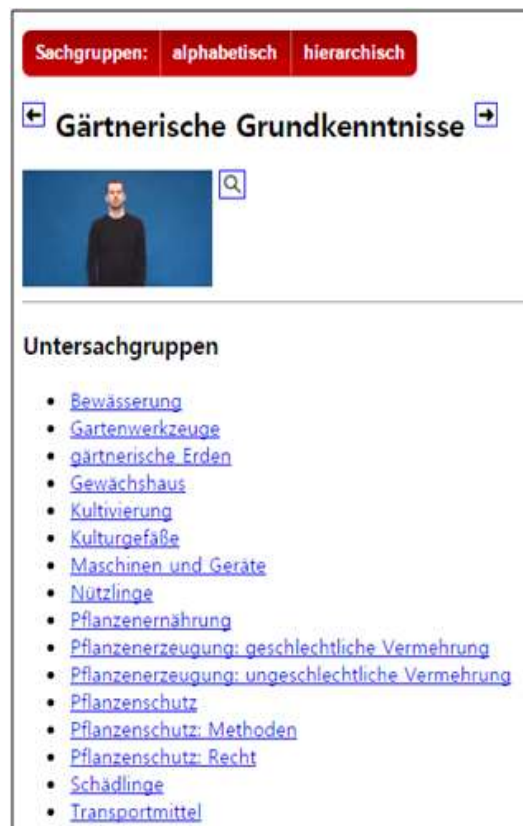 Sachgruppen: alphabetisch hierarchisch
Gärtnerische Grundkenntnisse
Untersachgruppen
Bewässerung
Gartenwerkzeuge
gärtnerische Erden
Gewächshaus
Kultivierung
Kulturgefäße
Maschinen und Geräte
Nützlinge
Pflanzenernährung
Pflanzenerzeugung: geschlechtliche Vermehrung
Pflanzenerzeugung: ungeschlechtliche Vermehrung
Pflanzenschutz
Pflanzenschutz: Methoden
Pflanzenschutz: Recht
Schädlinge
Transportmittel